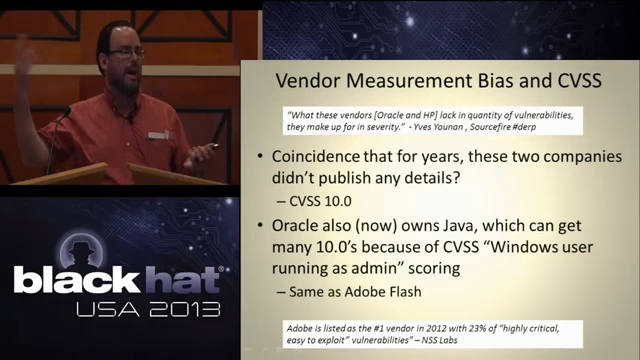 Vendor Measurement Bias and CVSS
"What these vendors [Oracle and HP] lack in quantity of vulnerabilities,
they make up for in severity." - Yves Younan , Sourcefire #derp
• Coincidence that for years, these two companies
didn't publish any details?
– CVSS 10.0
• Oracle also (now) owns Java, which can get
many 10.0's because of CVSS "Windows user
running as admin" scoring
– Same as Adobe Flash
Adobe is listed as the #1 vendor in 2012 with 23% of "highly critical,
easy to exploit" vulnerabilities" – NSS Labs
black hat®
USA 2013